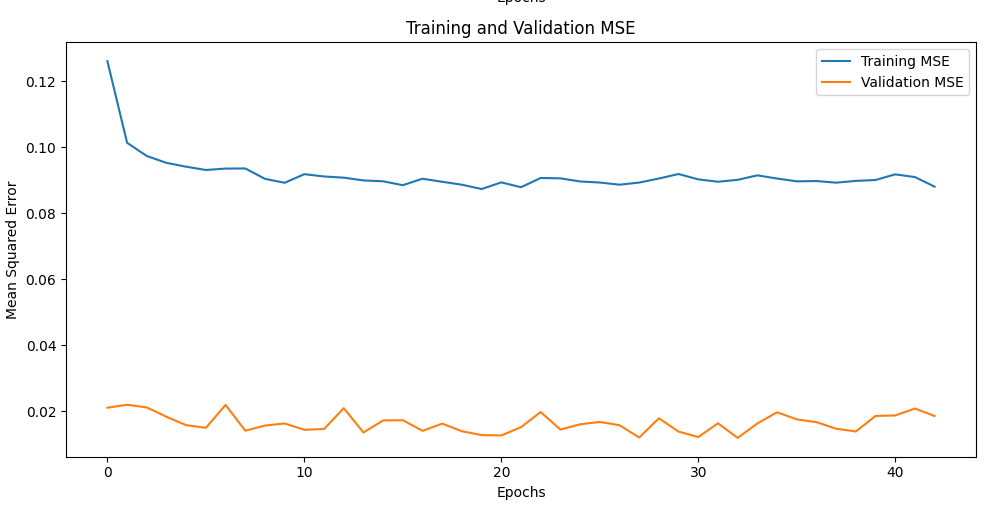 Epochs
Training and Validation MSE
Training MSE
Validation MSE
Mean Squared Error
0.12
0.10
0.08
0.06
0.04
0.02
0 10 20 30 40
Epochs